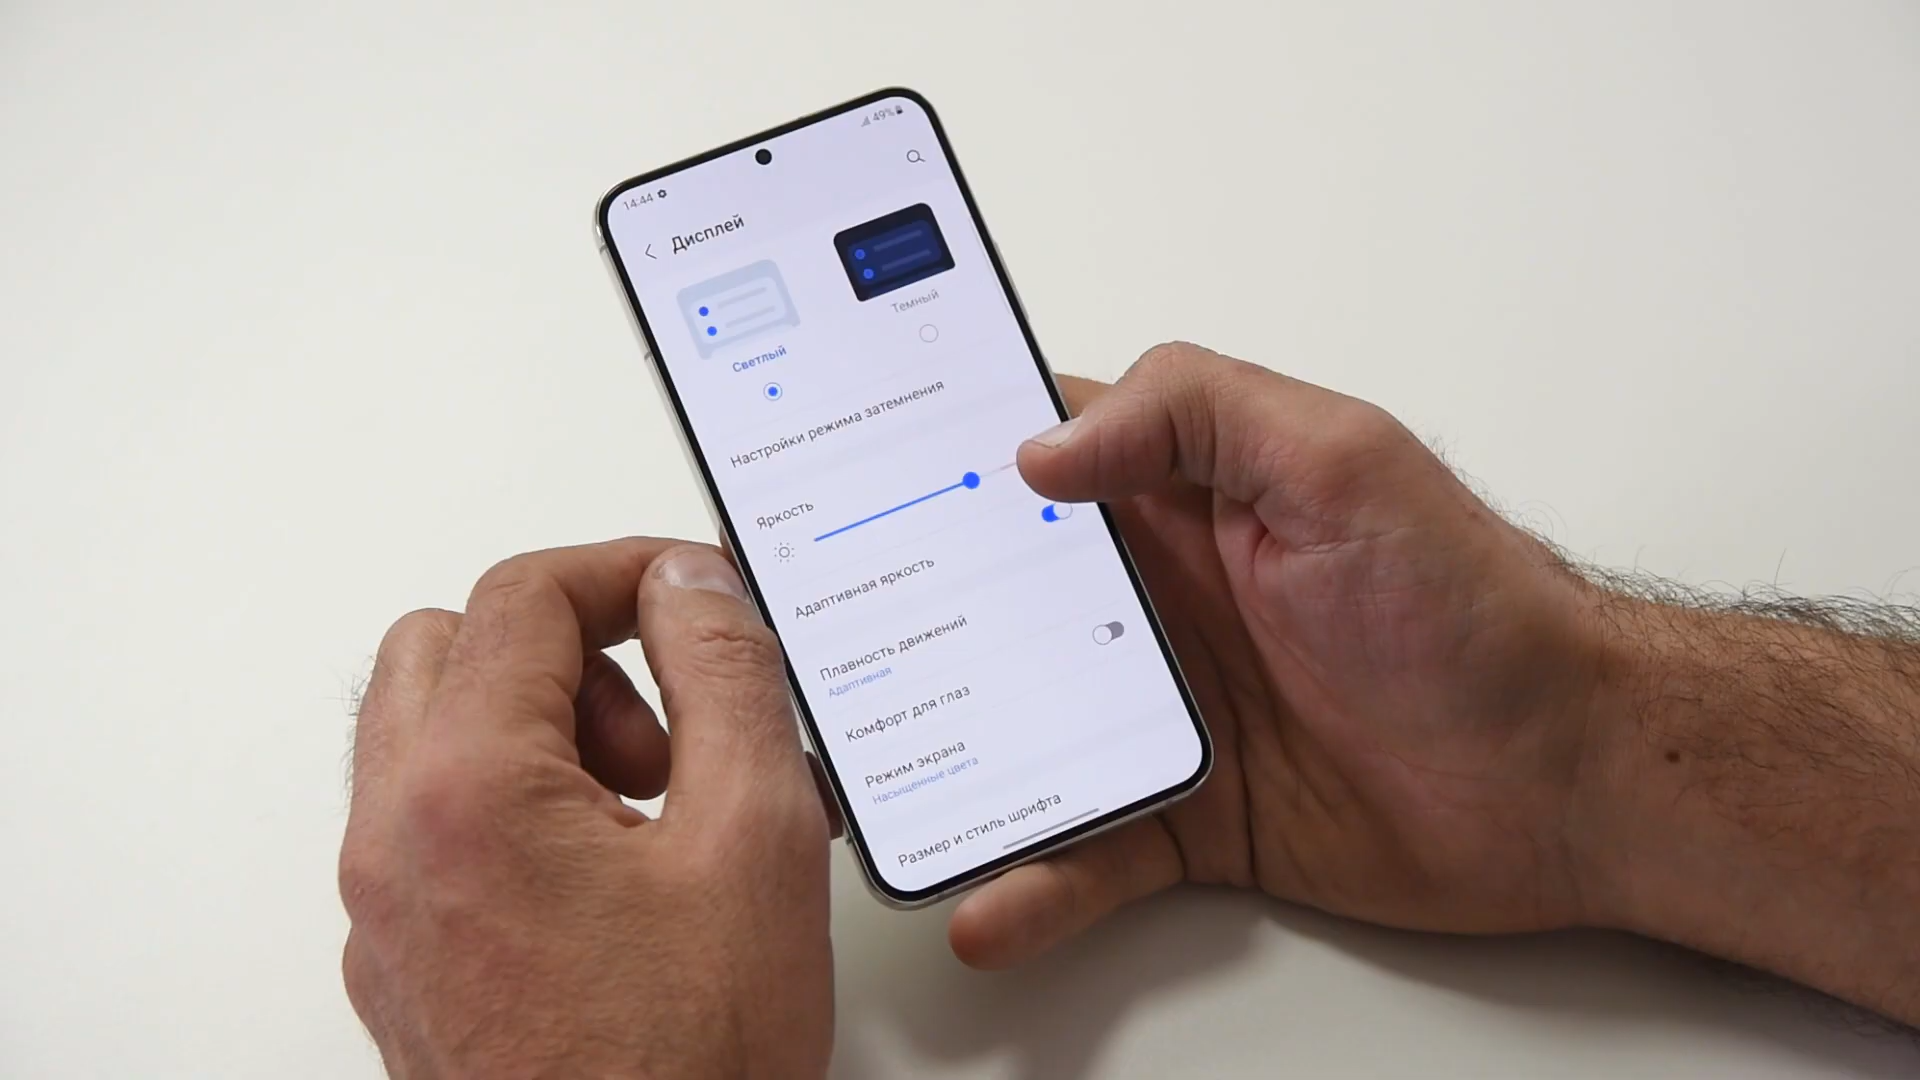 14:44
49%
Дисплей
Светлый
Темный
Настройки режима затемнения
Яркость
Адаптивная яркость
Плавность движений
Адаптивная
Комфорт для глаз
Режим экрана
Насыщенные цвета
Размер и стиль шрифта